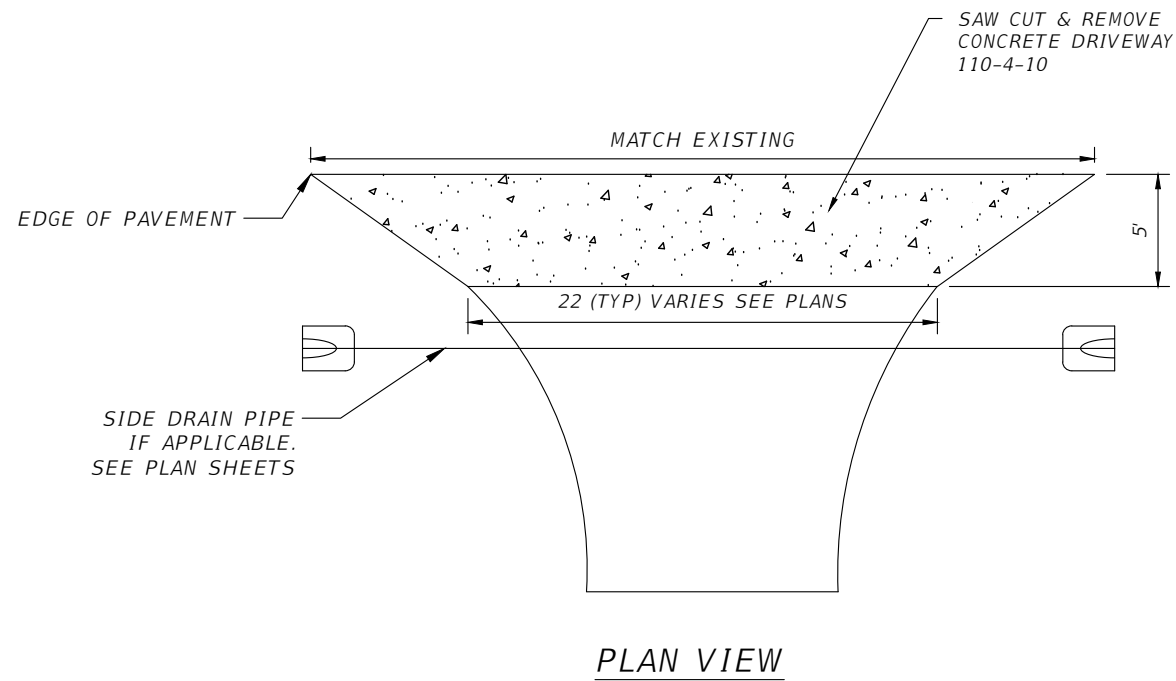 SAW CUT & REMOVE
CONCRETE DRIVEWAY
110-4-10
MATCH EXISTING
EDGE OF PAVEMENT
5'
22 (TYP) VARIES SEE PLANS
SIDE DRAIN PIPE
IF APPLICABLE.
SEE PLAN SHEETS
PLAN VIEW